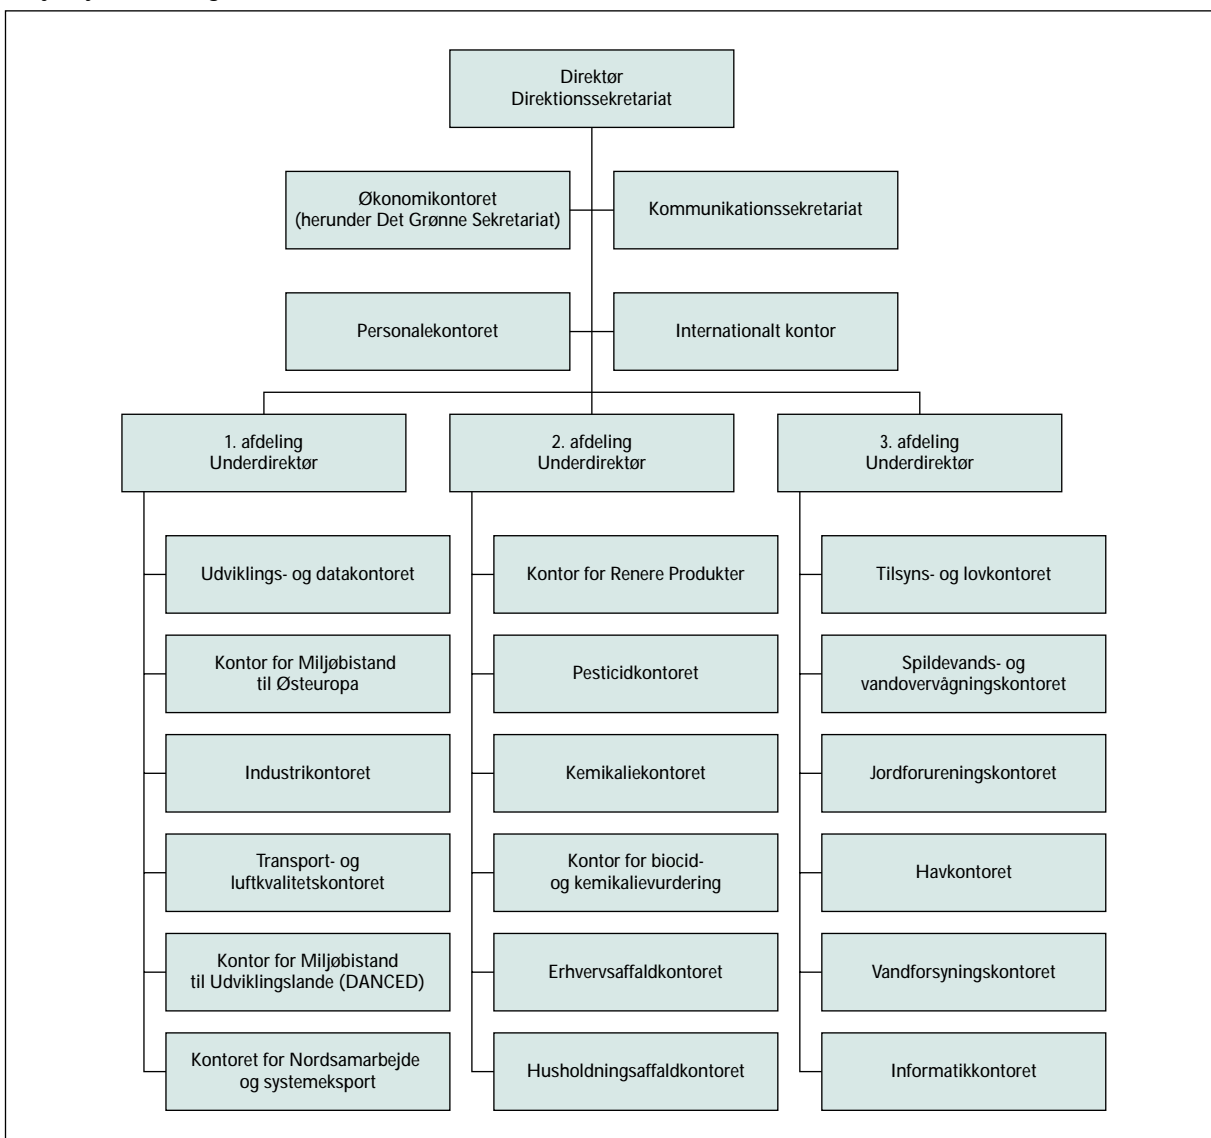 Direktør
Direktionssekretariat
Økonomikontoret
(herunder Det Grønne Sekretariat)
Kommunikationssekretariat
Personalekontoret
Internationalt kontor
1. afdeling
Underdirektør
2. afdeling
Underdirektør
3. afdeling
Underdirektør
Udviklings- og datakontoret
Kontor for Miljøbistand
til Østeuropa
Industrikontoret
Transport- og
luftkvalitetskontoret
Kontor for Miljøbistand
til Udviklingslande (DANCED)
Kontoret for Nordsamarbejde
og systemeksport
Kontor for Renere Produkter
Pesticidkontoret
Kemikaliekontoret
Kontor for biocid-
og kemikalievurdering
Erhvervsaffaldkontoret
Husholdningsaffaldkontoret
Tilsyns- og lovkontoret
Spildevands- og
vandovervågningskontoret
Jordforureningskontoret
Havkontoret
Vandforsyningskontoret
Informatikkontoret